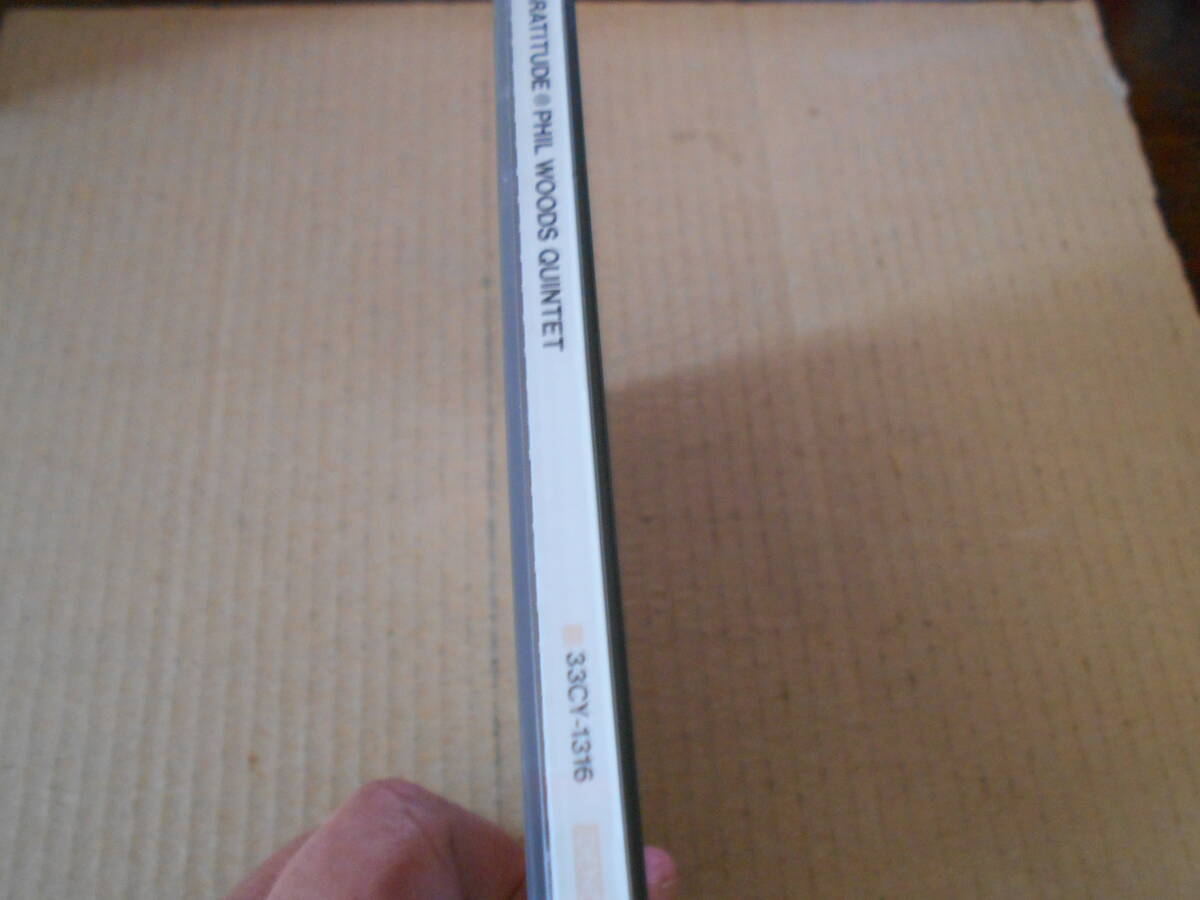 RATITUDE ● PHIL WOODS QUINTET
33CY-1316